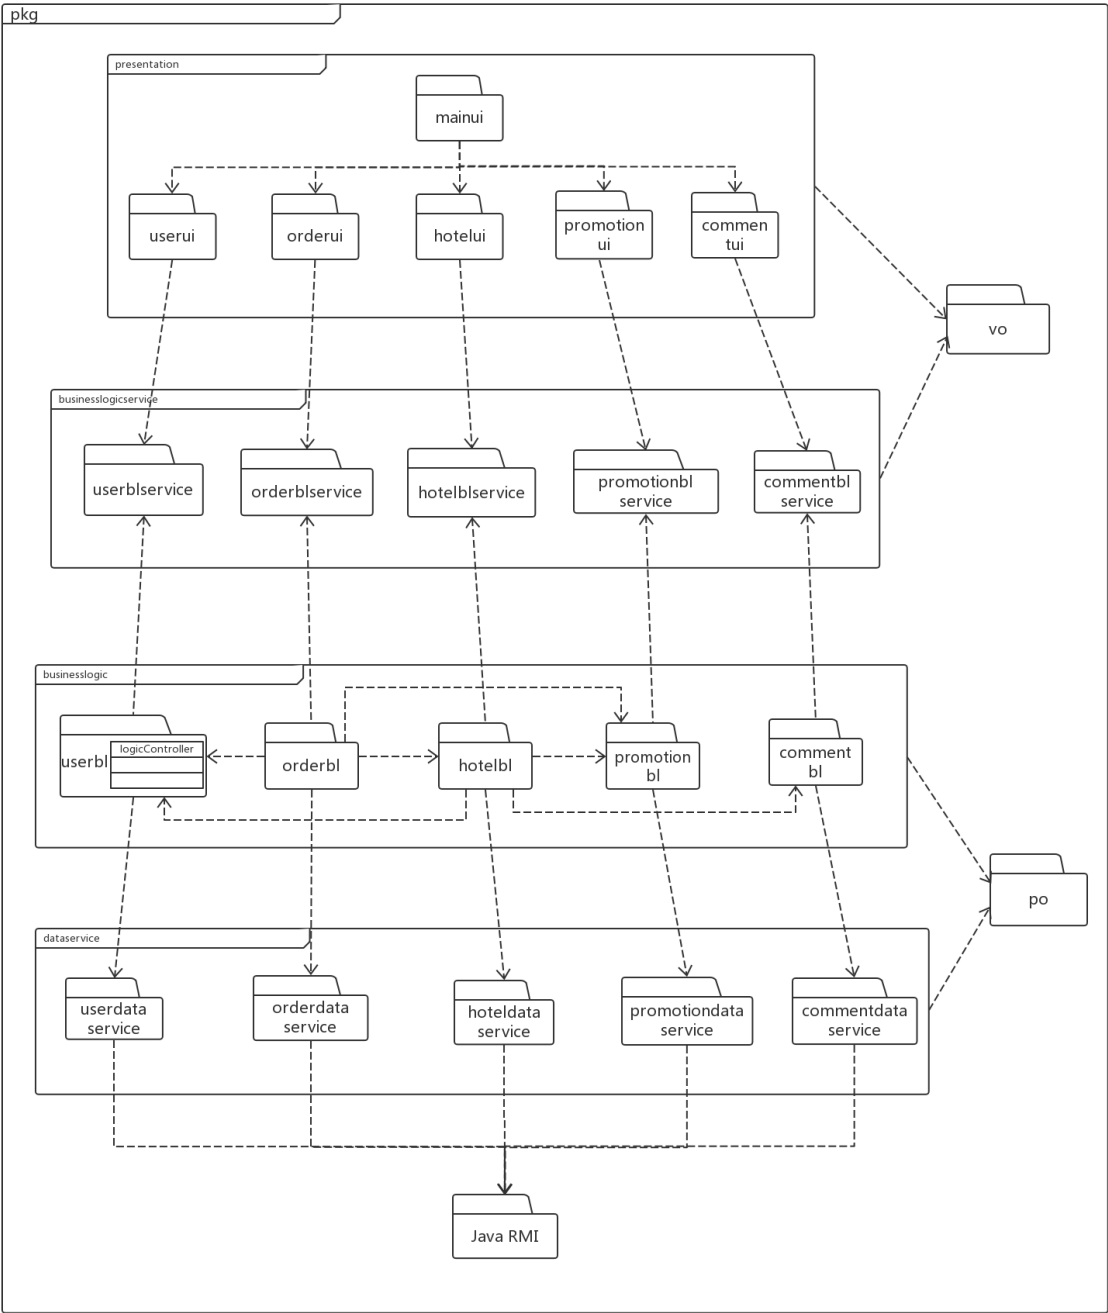 pkg
presentation
mainui
userui
orderui
hotelui
promotion
ui
commen
tui
vo
businesslogicservice
userblservice
orderblservice
hotelblservice
promotionbl
service
commentbl
service
businesslogic
userbl
logicController
orderbl
hotelbl
promotion
bl
comment
bl
po
dataservice
userdata
service
orderdata
service
hoteldata
service
promotiondata
service
commentdata
service
Java RMI